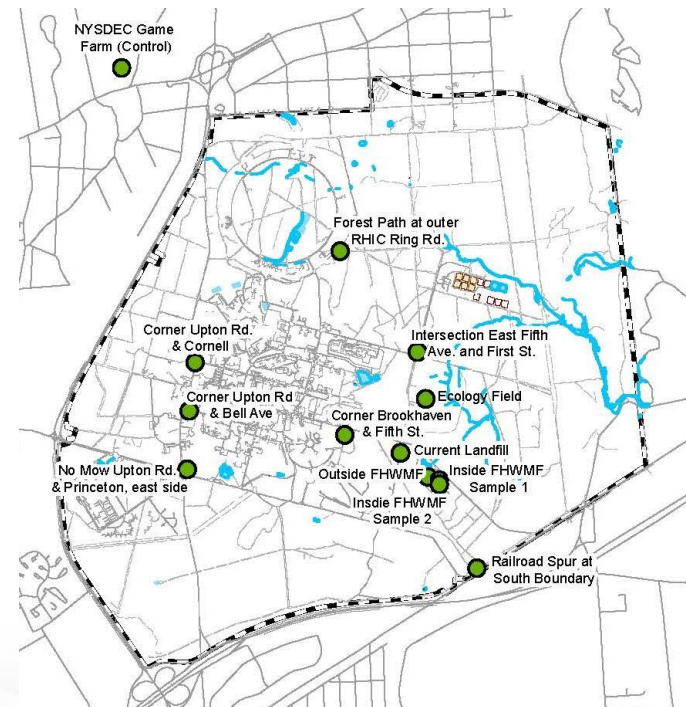 NYSDEC Game
Farm (Control)
Forest Path at outer
RHIC Ring Rd.
Corner Upton Rd.
& Cornell
Intersection East Fifth
Ave. and First St.
Corner Upton Rd
& Bell Ave
Ecology Field
Corner Brookhaven
& Fifth St.
Current Landfill
No Mow Upton Rd.
& Princeton, east side
Outside FHWMF
Inside FHWMF
Sample 1
Insdie FHWMF
Sample 2
Railroad Spur at
South Boundary